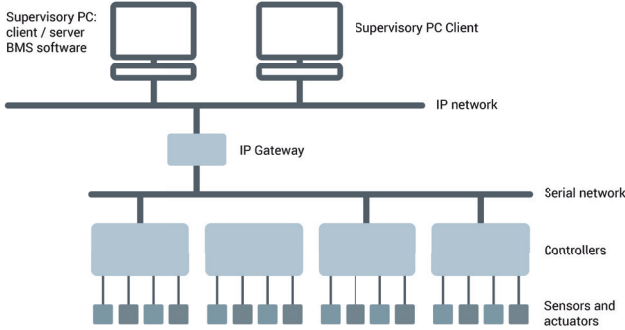 Supervisory PC:
client / server
BMS software
Supervisory PC Client
IP network
IP Gateway
Serial network
Controllers
Sensors and
actuators